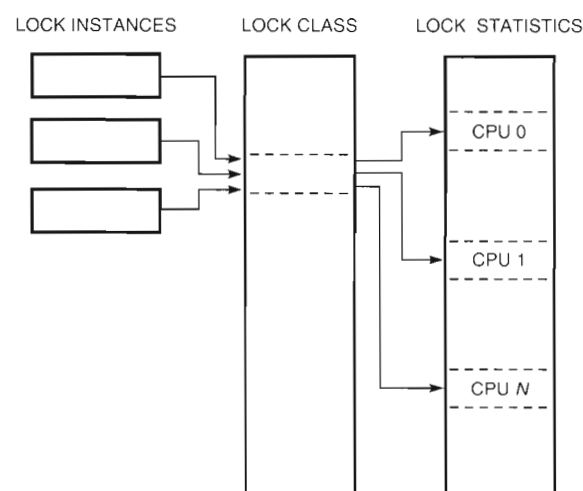 LOCK INSTANCES LOCK CLASS LOCK STATISTICS
CPU 0
CPU 1
CPU N